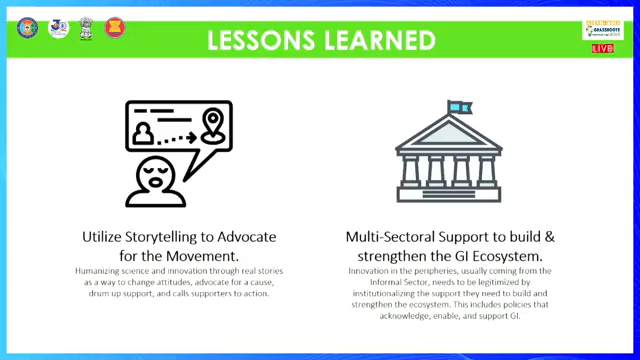 LESSONS LEARNED
GRASSROOTS
LIVE
Utilize Storytelling to Advocate
for the Movement.
Humanizing science and innovation through real stories
as a way to change attitudes, advocate for a cause,
drum up support, and calls supporters to action.
Multi-Sectoral Support to build &
strengthen the GI Ecosystem.
Innovation in the peripheries, usually coming from the
Informal Sector, needs to be legitimized by
institutionalizing the support they need to build and
strengthen the ecosystem. This includes policies that
acknowledge, enable, and support GI.